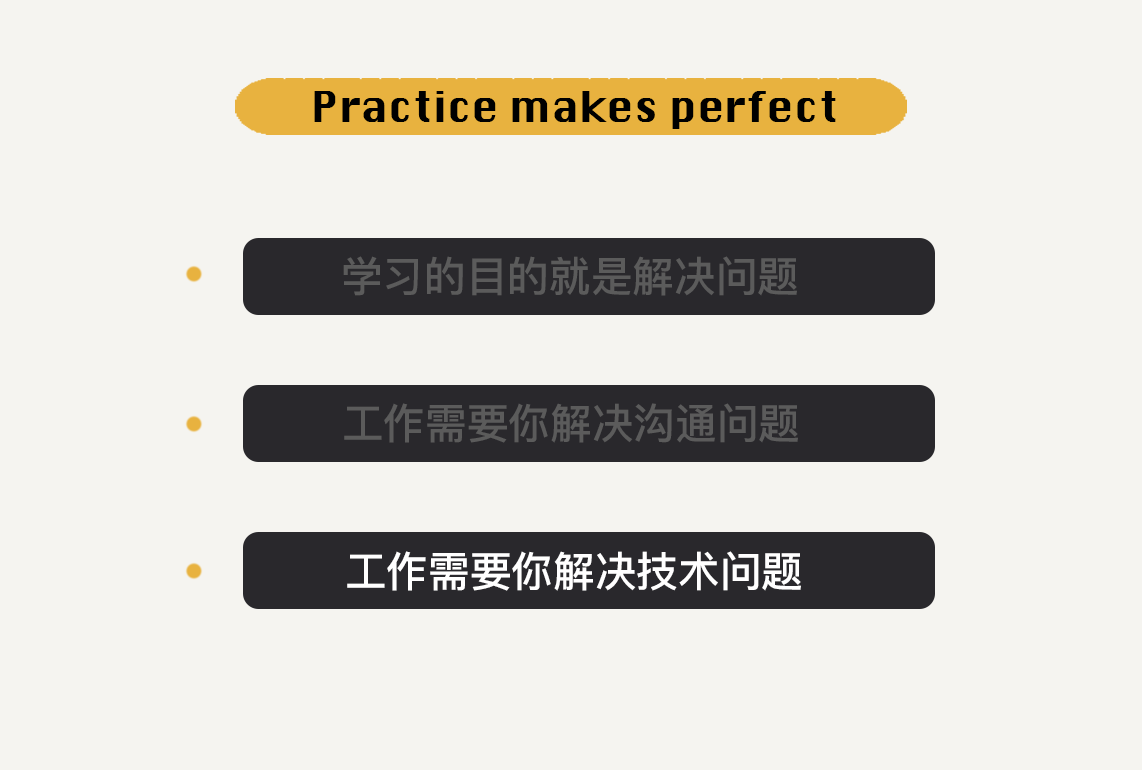 Practice makes perfect
学习的目的就是解决问题
工作需要你解决沟通问题
工作需要你解决技术问题